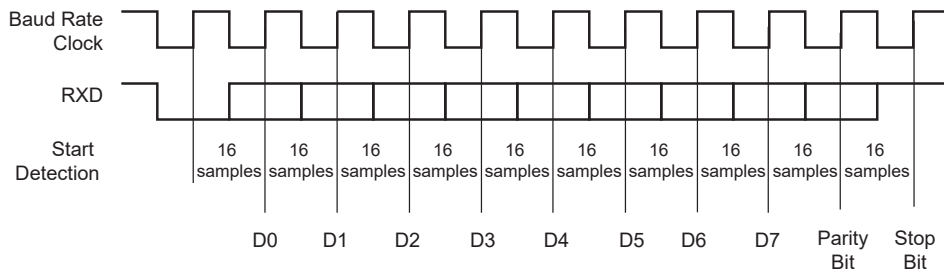 Baud Rate
Clock
RXD
Start
Detection
16 16 16 16 16 16 16 16 16 16
samples samples samples samples samples samples samples samples samples samples
D0 D1 D2 D3 D4 D5 D6 D7 Parity Stop
Bit Bit